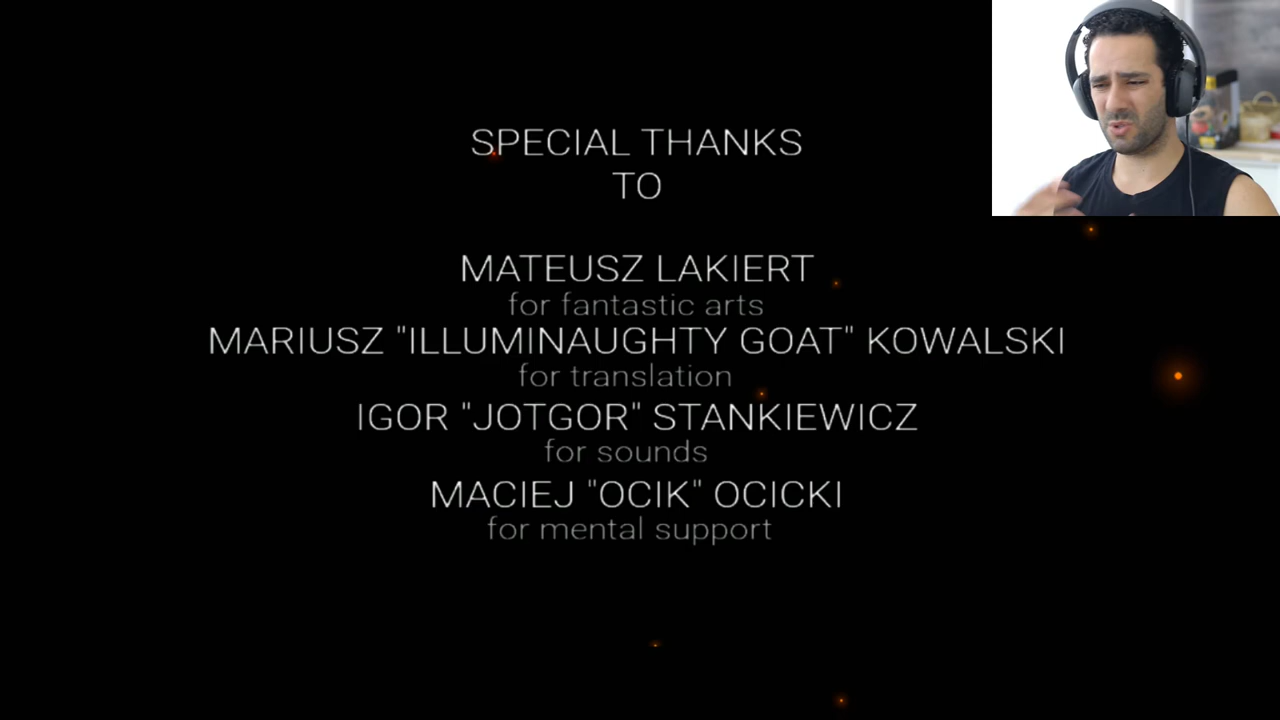 SPECIAL THANKS
TO
MATEUSZ LAKIERT
for fantastic arts
MARIUSZ "ILLUMINAUGHTY GOAT" KOWALSKI
for translation
IGOR "JOTGOR" STANKIEWICZ
for sounds
MACIEJ "OCIK" OCICKI
for mental support